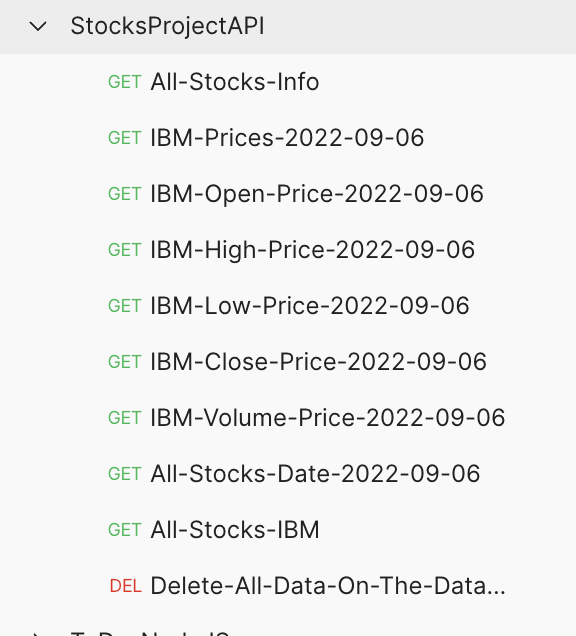 StocksProjectAPI
GET All-Stocks-Info
GET IBM-Prices-2022-09-06
GET IBM-Open-Price-2022-09-06
GET IBM-High-Price-2022-09-06
GET IBM-Low-Price-2022-09-06
GET IBM-Close-Price-2022-09-06
GET IBM-Volume-Price-2022-09-06
GET All-Stocks-Date-2022-09-06
GET All-Stocks-IBM
DEL Delete-All-Data-On-The-Data...